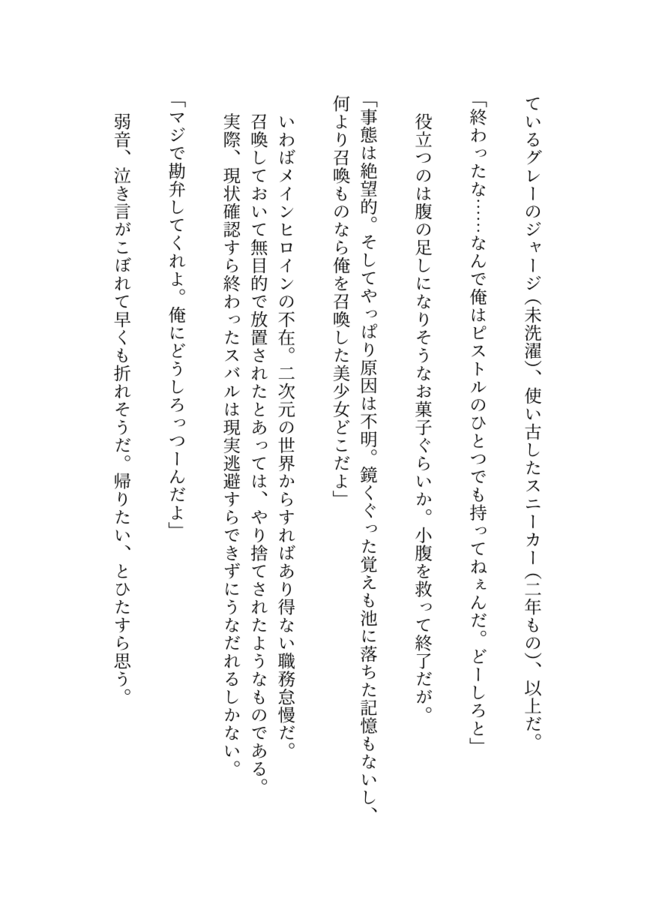 ているグレーのジャージ(未洗濯)、使い古したスニーカー(二年もの)、以上だ。
「終わったな……なんで俺はピストルのひとつでも持ってねぇんだ。どーしろと」
役立つのは腹の足しになりそうなお菓子ぐらいか。小腹を救って終了だが。
「事態は絶望的。そしてやっぱり原因は不明。鏡くぐった覚えも池に落ちた記憶もないし、
何より召喚ものなら俺を召喚した美少女どこだよ」
いわばメインヒロインの不在。二次元の世界からすればあり得ない職務怠慢だ。
召喚しておいて無目的で放置されたとあっては、やり捨てされたようなものである。
実際、現状確認すら終わったスバルは現実逃避すらできずにうなだれるしかない。
「マジで勘弁してくれよ。俺にどうしろっつーんだよ」
弱音、泣き言がこぼれて早くも折れそうだ。帰りたい、とひたすら思う。